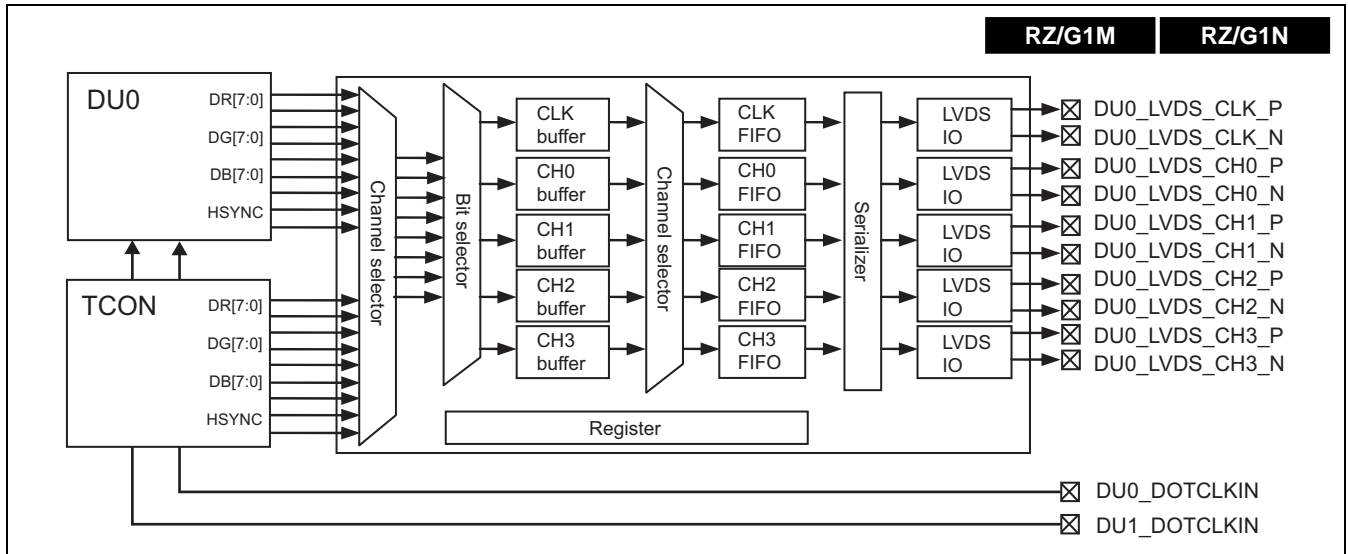 RZ/G1M
RZ/G1N
DU0
DR[7:0]
DG[7:0]
DB[7:0]
HSYNC
TCON
DR[7:0]
DG[7:0]
DB[7:0]
HSYNC
Channel selector
Bit selector
CLK
buffer
CH0
buffer
CH1
buffer
CH2
buffer
CH3
buffer
Channel selector
CLK
FIFO
CH0
FIFO
CH1
FIFO
CH2
FIFO
CH3
FIFO
Serializer
LVDS
IO
LVDS
IO
LVDS
IO
LVDS
IO
LVDS
IO
Register
DU0_LVDS_CLK_P
DU0_LVDS_CLK_N
DU0_LVDS_CH0_P
DU0_LVDS_CH0_N
DU0_LVDS_CH1_P
DU0_LVDS_CH1_N
DU0_LVDS_CH2_P
DU0_LVDS_CH2_N
DU0_LVDS_CH3_P
DU0_LVDS_CH3_N
DU0_DOTCLKIN
DU1_DOTCLKIN